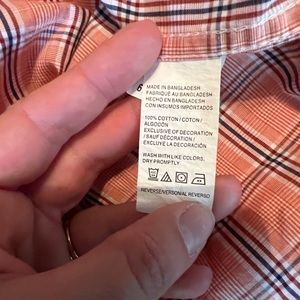 MADE IN BANGLADESH
FABRIQUÉ AU BANGLADESH
HECHO EN BANGLADESH
CON INSUMOS IMPORTADOS
100% COTTON / COTON /
ALGODÓN
EXCLUSIVE OF DECORATION
/ SAUF DÉCORATION /
EXCLUYE LA DECORACIÓN
WASH WITH LIKE COLORS,
DRY PROMPTLY.
REVERSE/VERSO/AL REVERSO